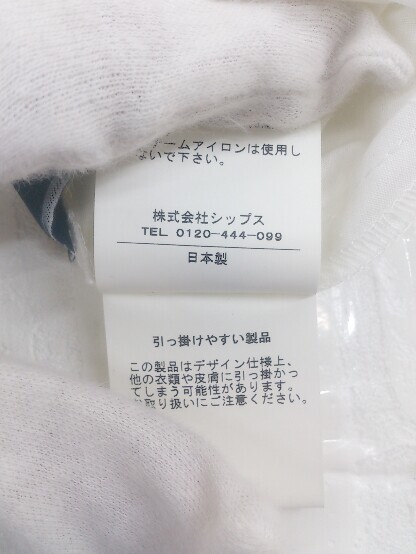 ームアイロンは使用し
ないで下さい。
株式会社シップス
TEL 0120-444-099
日本製
引っ掛けやすい製品
この製品はデザイン仕様上、
他の衣類や皮膚に引っ掛かっ
てしまう可能性があります。
取り扱いにご注意ください。